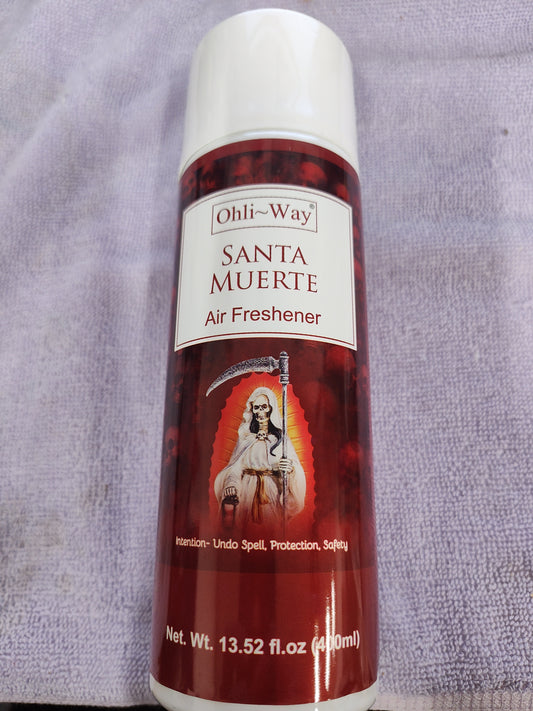 Ohli~Way®
SANTA
MUERTE
Air Freshener
Intention- Undo Spell, Protection, Safety
Net. Wt. 13.52 fl.oz (400ml)